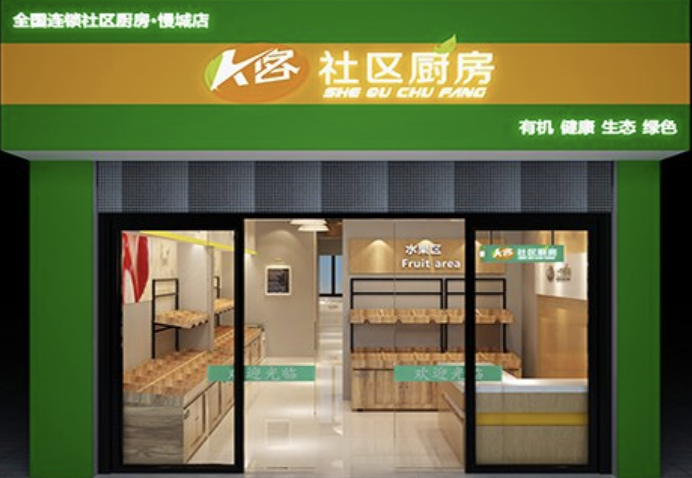 全国连锁社区厨房·慢城店
K客 社区厨房
SHE QU CHU FANG
有机 健康 生态 绿色
水果区
Fruit area
K客 社区厨房
欢迎光临
欢迎光临